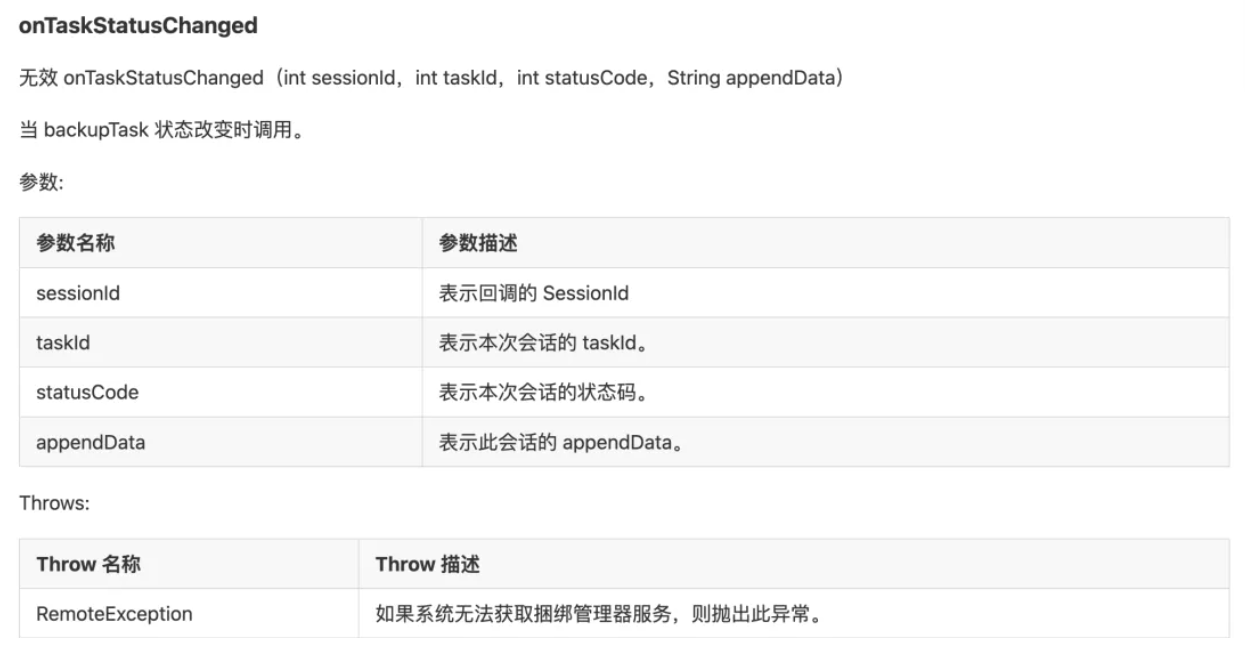 onTaskStatusChanged
无效 onTaskStatusChanged（int sessionId，int taskId，int statusCode，String appendData）
当 backupTask 状态改变时调用。
参数:
参数名称 参数描述
sessionId 表示回调的 SessionId
taskId 表示本次会话的 taskId。
statusCode 表示本次会话的状态码。
appendData 表示此会话的 appendData。
Throws:
Throw 名称 Throw 描述
RemoteException 如果系统无法获取捆绑管理器服务，则抛出此异常。